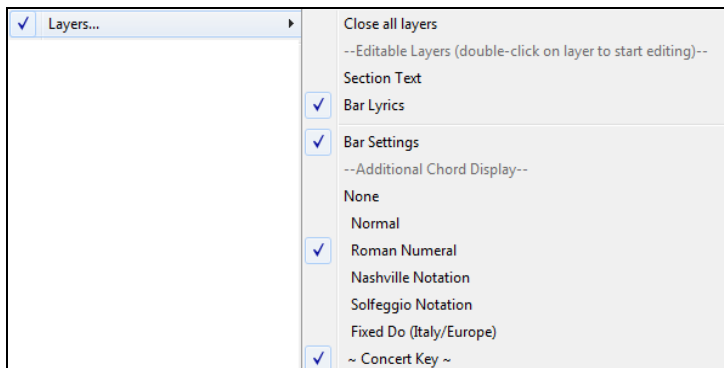 Layers...
Close all layers
--Editable Layers (double-click on layer to start editing)--
Section Text
Bar Lyrics
Bar Settings
--Additional Chord Display--
None
Normal
Roman Numeral
Nashville Notation
Solfeggio Notation
Fixed Do (Italy/Europe)
~ Concert Key ~